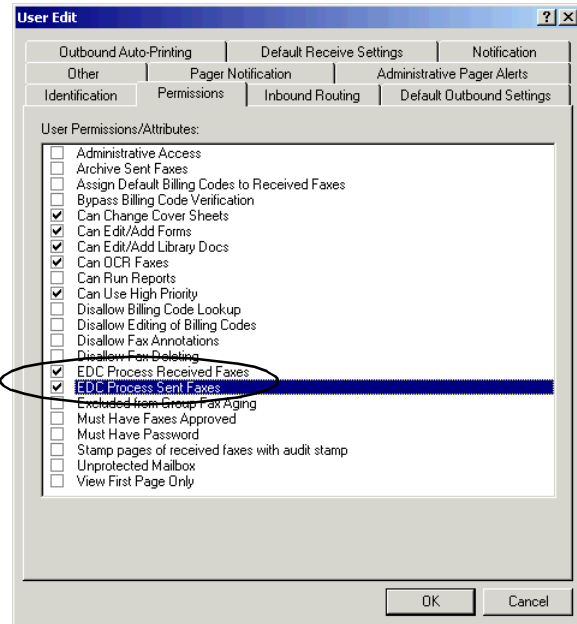 User Edit
Outbound Auto-Printing Default Receive Settings Notification
Other Pager Notification Administrative Pager Alerts
Identification Permissions Inbound Routing Default Outbound Settings
User Permissions/Attributes:
Administrative Access
Archive Sent Faxes
Assign Default Billing Codes to Received Faxes
Bypass Billing Code Verification
Can Change Cover Sheets
Can Edit/Add Forms
Can Edit/Add Library Docs
Can OCR Faxes
Can Run Reports
Can Use High Priority
Disallow Billing Code Lookup
Disallow Editing of Billing Codes
Disallow Fax Annotations
Disallow Fax Deleting
EDC Process Received Faxes
EDC Process Sent Faxes
Excluded from Group Fax Aging
Must Have Faxes Approved
Must Have Password
Stamp pages of received faxes with audit stamp
Unprotected Mailbox
View First Page Only
OK Cancel